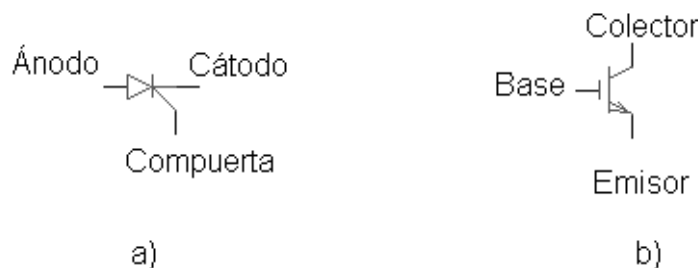 Ánodo
Cátodo
Compuerta
a)
Colector
Base
Emisor
b)